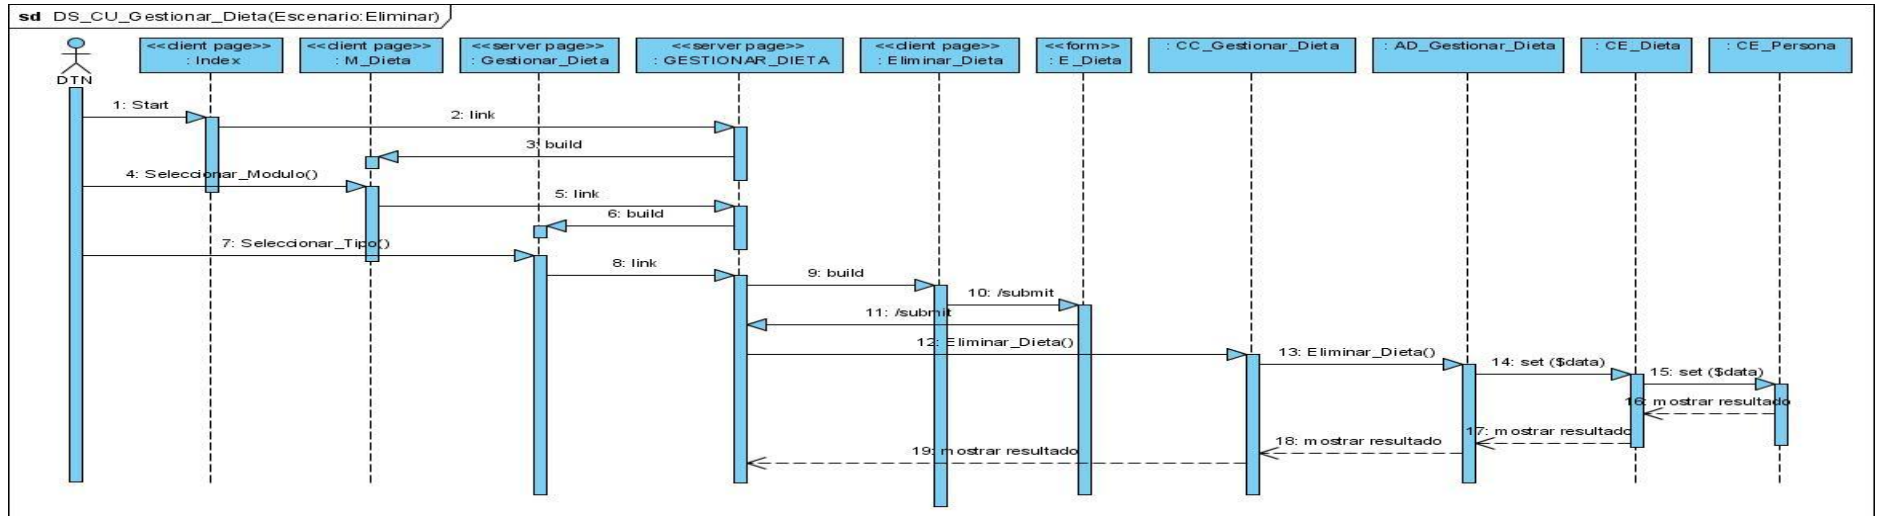 sd DS_CU_Gestionar_Dieta(Escenario:Eliminar)
DTN
<<client page>>
: Index
<<client page>>
: M_Dieta
<<server page>>
: Gestionar_Dieta
<<server page>>
: GESTIONAR_DIETA
<<client page>>
: Eliminar_Dieta
<<form>>
: E_Dieta
: CC_Gestionar_Dieta
: AD_Gestionar_Dieta
: CE_Dieta
: CE_Persona
1: Start
2: link
3: build
4: Seleccionar_Modulo()
5: link
6: build
7: Seleccionar_Tipo()
8: link
9: build
10: /submit
11: /submit
12: Eliminar_Dieta()
13: Eliminar_Dieta()
14: set ($data)
15: set ($data)
16: mostrar resultado
17: mostrar resultado
18: mostrar resultado
19: mostrar resultado